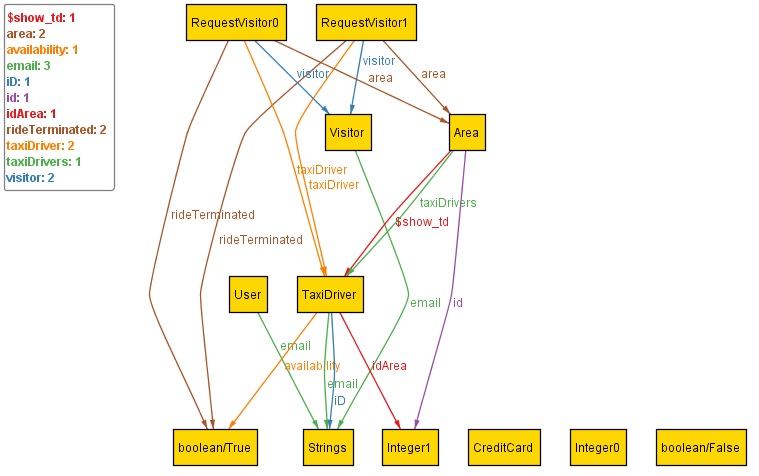 $show_td: 1
area: 2
availability: 1
email: 3
iD: 1
id: 1
idArea: 1
rideTerminated: 2
taxiDriver: 2
taxiDrivers: 1
visitor: 2
RequestVisitor0
RequestVisitor1
visitor
visitor
area
area
Visitor
Area
taxiDriver
taxiDriver
taxiDrivers
$show_td
rideTerminated
rideTerminated
User
TaxiDriver
email
id
email
availability
idArea
email
iD
boolean/True
Strings
Integer1
CreditCard
Integer0
boolean/False